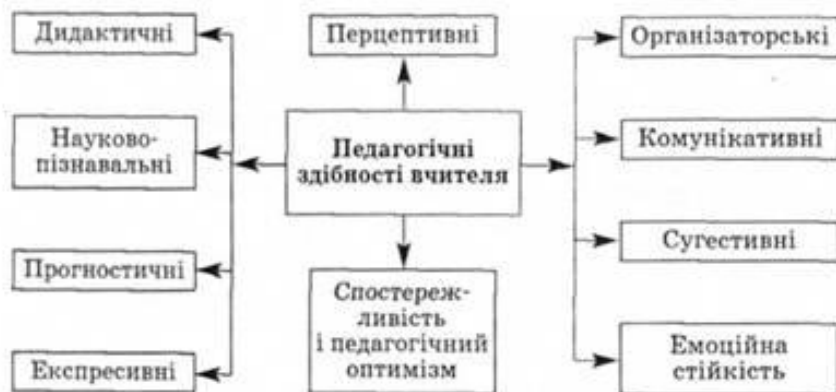 Дидактичні
Перцептивні
Організаторські
Науково-
пізнавальні
Педагогічні
здібності вчителя
Комунікативні
Прогностичні
Сугестивні
Спостереж-
ливість
і педагогічний
оптимізм
Експресивні
Емоційна
стійкість